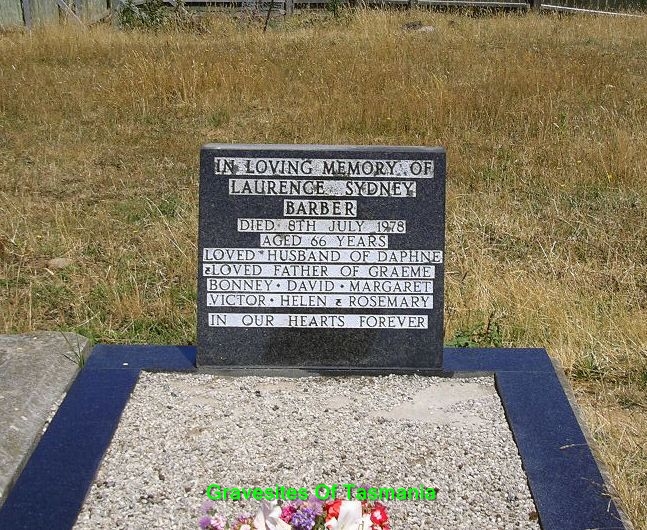 IN LOVING MEMORY OF
LAURENCE SYDNEY
BARBER
DIED 8TH JULY 1978
AGED 66 YEARS
LOVED HUSBAND OF DAPHNE
& LOVED FATHER OF GRAEME
BONNEY · DAVID · MARGARET
VICTOR · HELEN & ROSEMARY
IN OUR HEARTS FOREVER
Gravesites Of Tasmania